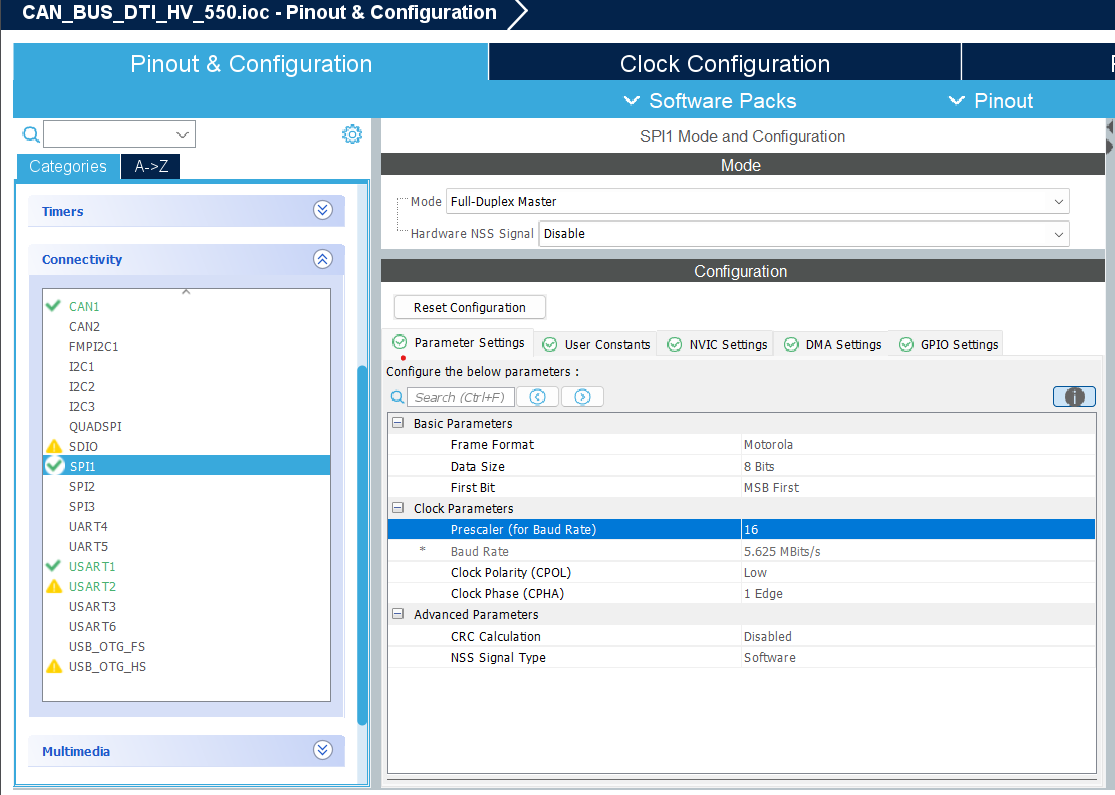 CAN_BUS_DTI_HV_550.ioc - Pinout & Configuration
Pinout & Configuration
Clock Configuration
Software Packs
Pinout
Categories
A->Z
Timers
Connectivity
CAN1
CAN2
FMPI2C1
I2C1
I2C2
I2C3
QUADSPI
SDIO
SPI1
SPI2
SPI3
UART4
UART5
USART1
USART2
USART3
USART6
USB_OTG_FS
USB_OTG_HS
Multimedia
SPI1 Mode and Configuration
Mode
Mode Full-Duplex Master
Hardware NSS Signal Disable
Configuration
Reset Configuration
Parameter Settings
User Constants
NVIC Settings
DMA Settings
GPIO Settings
Configure the below parameters :
Search (Ctrl+F)
Basic Parameters
Frame Format Motorola
Data Size 8 Bits
First Bit MSB First
Clock Parameters
Prescaler (for Baud Rate) 16
* Baud Rate 5.625 MBits/s
Clock Polarity (CPOL) Low
Clock Phase (CPHA) 1 Edge
Advanced Parameters
CRC Calculation Disabled
NSS Signal Type Software